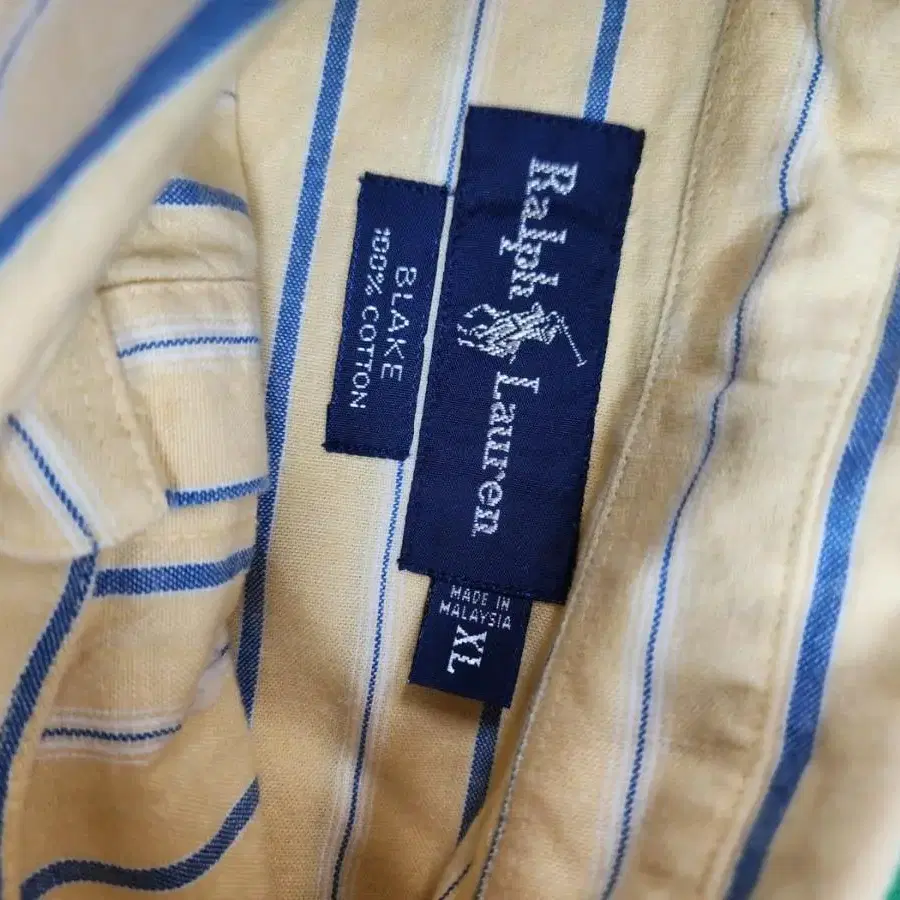 Ralph Lauren
BLAKE
100% COTTON
MADE IN
MALAYSIA
XL